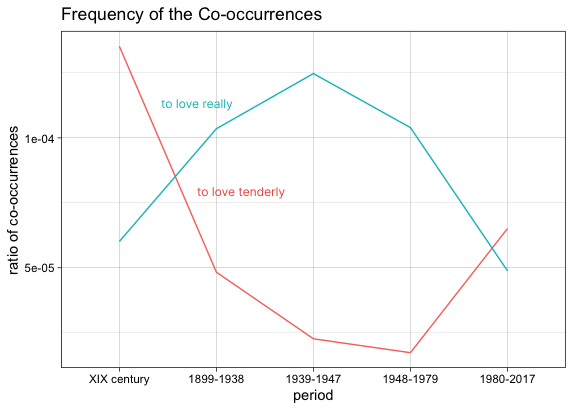 Frequency of the Co-occurrences
to love really
1e-04
to love tenderly
ratio of co-occurrences
5e-05
XIX century 1899-1938 1939-1947 1948-1979 1980-2017
period